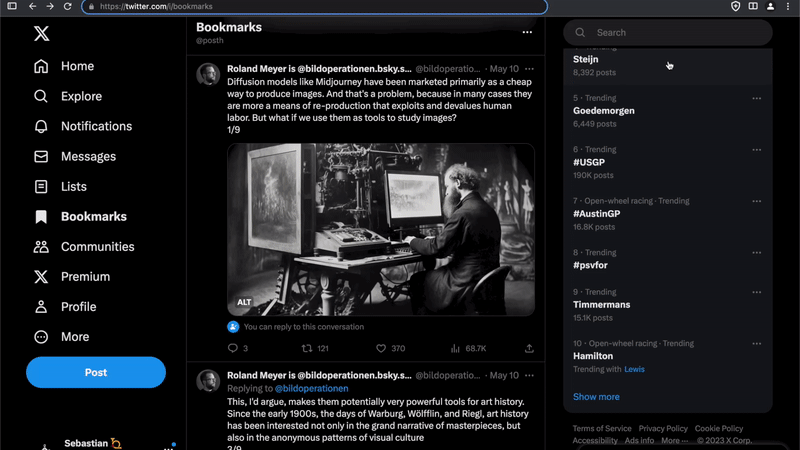 https://twitter.com/i/bookmarks
Home
Explore
Notifications
Messages
Lists
Bookmarks
Communities
Premium
Profile
More
Post
Sebastian
Bookmarks
@posth
Roland Meyer is @bildoperationen.bsky.s... @bildoperatio... · May 10
Diffusion models like Midjourney have been marketed primarily as a cheap
way to produce images. And that's a problem, because in many cases they
are more a means of re-production that exploits and devalues human
labor. But what if we use them as tools to study images?
1/9
ALT
You can reply to this conversation
3 121 370 68.7K
Roland Meyer is @bildoperationen.bsky.s... @bildoperatio... · May 10
Replying to @bildoperationen
This, I'd argue, makes them potentially very powerful tools for art history.
Since the early 1900s, the days of Warburg, Wölfflin, and Riegl, art history
has been interested not only in the grand narrative of masterpieces, but
also in the anonymous patterns of visual culture
Search
Steijn
8,392 posts
5 · Trending
Goedemorgen
6,449 posts
6 · Trending
#USGP
190K posts
7 · Open-wheel racing · Trending
#AustinGP
16.8K posts
8 · Trending
#psvfor
9 · Trending
Timmermans
15.1K posts
10 · Open-wheel racing · Trending
Hamilton
Trending with Lewis
Show more
Terms of Service Privacy Policy Cookie Policy
Accessibility Ads info More ··· © 2023 X Corp.